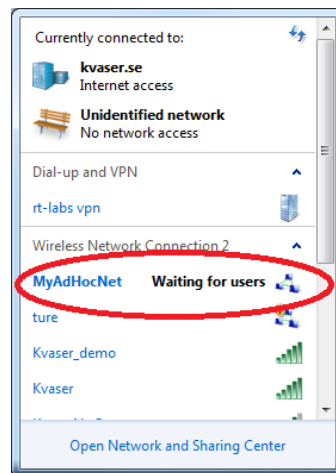 Currently connected to:
kvaser.se
Internet access
Unidentified network
No network access
Dial-up and VPN
rt-labs vpn
Wireless Network Connection 2
MyAdHocNet Waiting for users
ture
Kvaser_demo
Kvaser
Open Network and Sharing Center